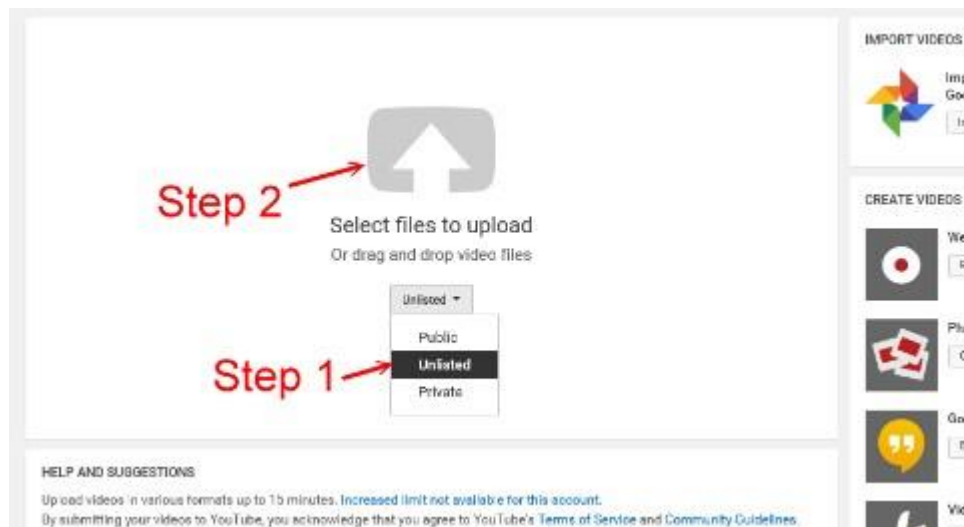 Step 2
Select files to upload
Or drag and drop video files
Unlisted
Public
Unlisted
Private
Step 1
HELP AND SUGGESTIONS
Upload videos in various formats up to 15 minutes. Increased limit not available for this account.
By submitting your videos to YouTube, you acknowledge that you agree to YouTube's Terms of Service and Community Guidelines.
IMPORT VIDEOS
CREATE VIDEOS